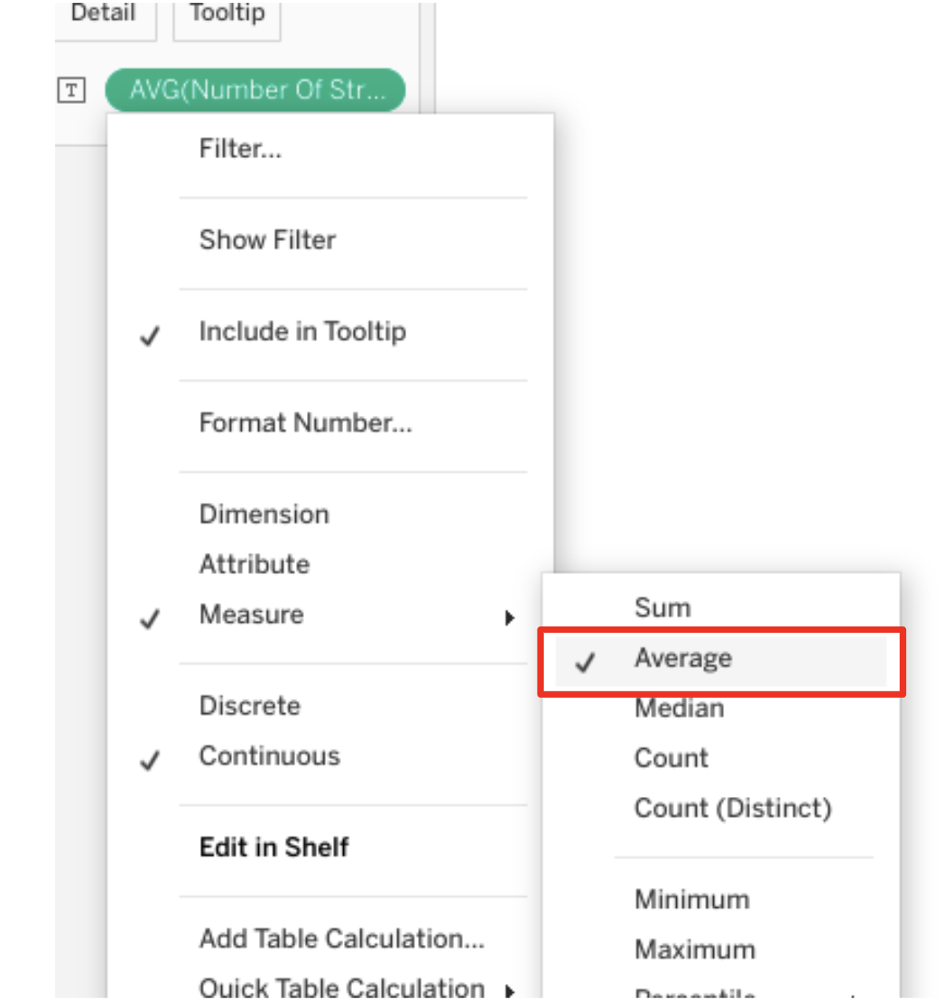 Detail Tooltip
T AVG(Number Of Str...
Filter...
Show Filter
Include in Tooltip
Format Number...
Dimension
Attribute
Measure
Discrete
Continuous
Edit in Shelf
Add Table Calculation...
Quick Table Calculation
Sum
Average
Median
Count
Count (Distinct)
Minimum
Maximum
Percentile